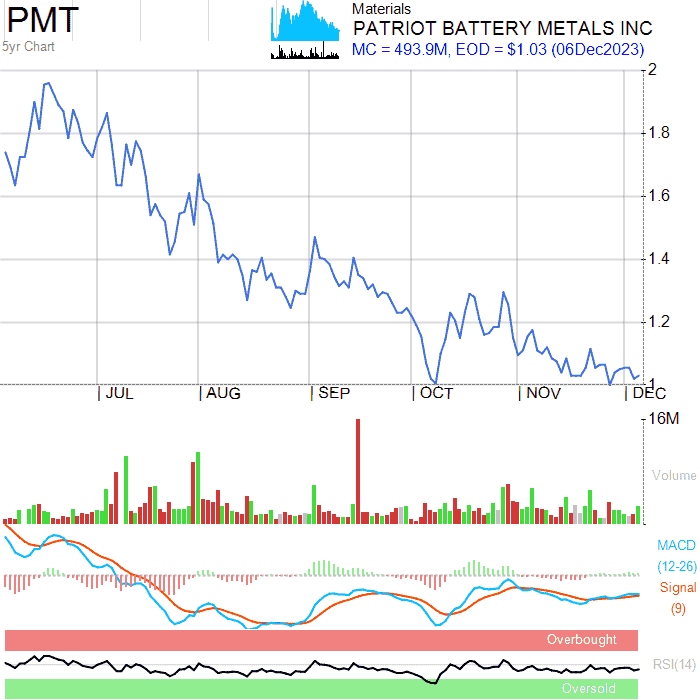 PMT
5yr Chart
Materials
PATRIOT BATTERY METALS INC
MC = 493.9M, EOD = $1.03 (06Dec2023)
2
1.8
1.6
1.4
1.2
1
JUL AUG SEP OCT NOV DEC
16M
Volume
MACD
(12-26)
Signal
(9)
Overbought
RSI(14)
Oversold